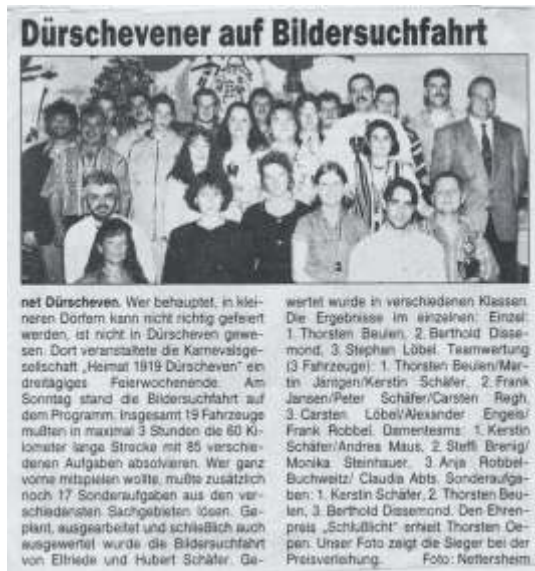 Dürschevener auf Bildersuchfahrt
net Dürscheven. Wer behauptet, in klei-
neren Dörfern kann nicht richtig gefeiert
werden, ist nicht in Dürscheven gewe-
sen. Dort veranstaltete die Karnevalsge-
sellschaft „Heimat 1919 Dürscheven" ein
dreitägiges Feierwochenende. Am
Sonntag stand die Bildersuchfahrt auf
dem Programm. Insgesamt 19 Fahrzeuge
mußten in maximal 3 Stunden die 60 Ki-
lometer lange Strecke mit 85 verschie-
denen Aufgaben absolvieren. Wer ganz
vorne mitspielen wollte, mußte zusätzlich
noch 17 Sonderaufgaben aus den ver-
schiedensten Sachgebieten lösen. Ge-
plant, ausgearbeitet und schließlich auch
ausgewertet wurde die Bildersuchfahrt
von Elfriede und Hubert Schäfer. Ge-
wertet wurde in verschiedenen Klassen.
Die Ergebnisse im einzelnen: Einzel:
1. Thorsten Beulen, 2. Berthold Disse-
mond, 3. Stephan Löbel. Teamwertung
(3 Fahrzeuge): 1. Thorsten Beulen/Mar-
tin Jäntgen/Kerstin Schäfer, 2. Frank
Jansen/Peter Schäfer/Carsten Regh,
3. Carsten Löbel/Alexander Engels/
Frank Robbel. Damenteams: 1. Kerstin
Schäfer/Andrea Maus, 2. Steffi Brenig/
Monika Steinhauer, 3. Anja Robbel-
Buchweitz/ Claudia Abts. Sonderaufga-
ben: 1. Kerstin Schäfer, 2. Thorsten Beu-
len, 3. Berthold Dissemond. Den Ehren-
preis „Schlußlicht" erhielt Thorsten Oe-
pen. Unser Foto zeigt die Sieger bei der
Preisverleihung. Foto: Nettersheim